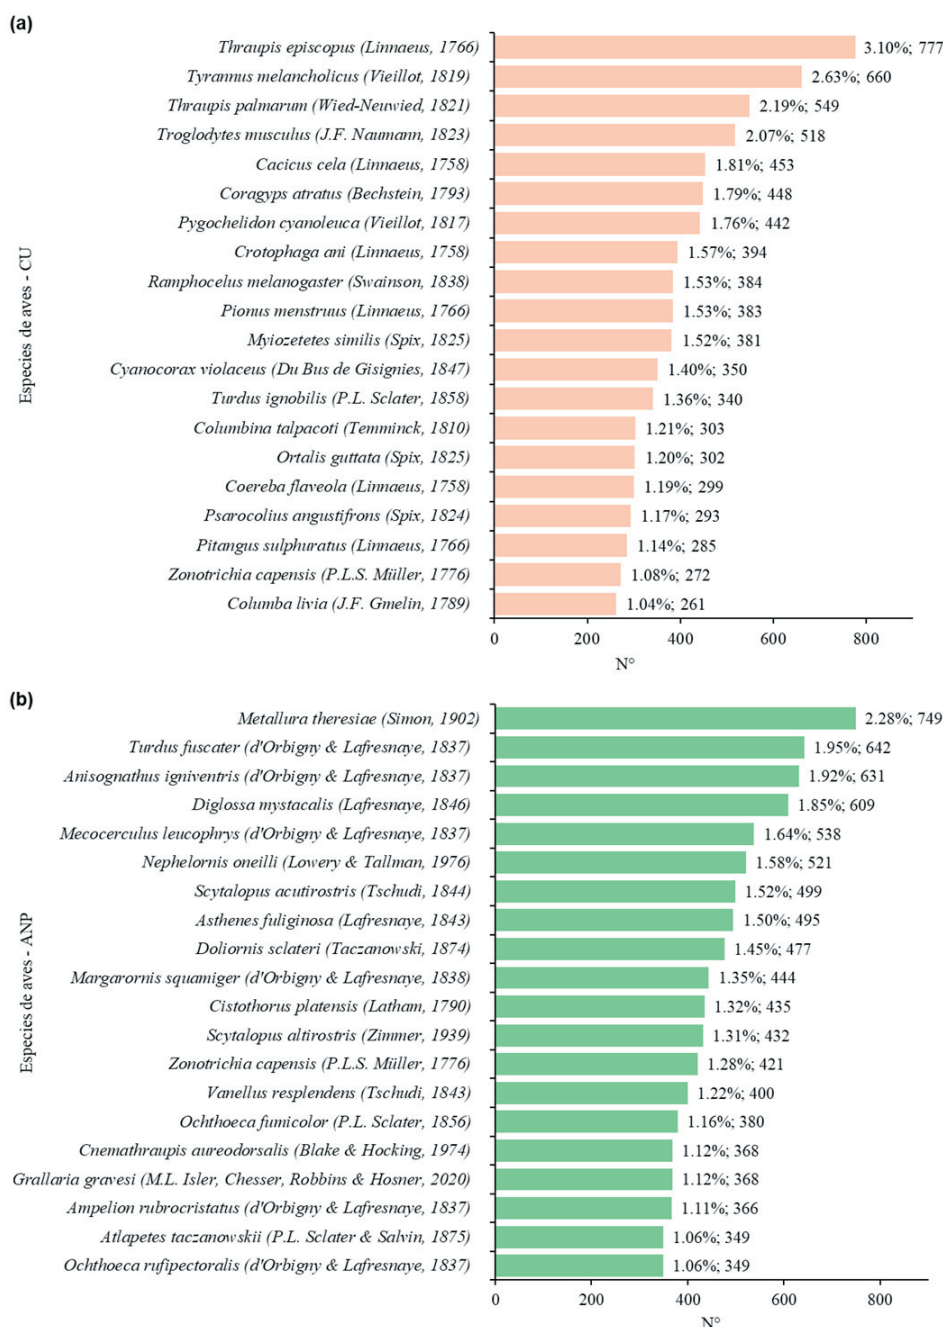 (a)
Especies de aves - CU
Thraupis episcopus (Linnaeus, 1766) 3.10%; 777
Tyrannus melancholicus (Vieillot, 1819) 2.63%; 660
Thraupis palmarum (Wied-Neuwied, 1821) 2.19%; 549
Troglodytes musculus (J.F. Naumann, 1823) 2.07%; 518
Cacicus cela (Linnaeus, 1758) 1.81%; 453
Coragyps atratus (Bechstein, 1793) 1.79%; 448
Pygochelidon cyanoleuca (Vieillot, 1817) 1.76%; 442
Crotophaga ani (Linnaeus, 1758) 1.57%; 394
Ramphocelus melanogaster (Swainson, 1838) 1.53%; 384
Pionus menstruus (Linnaeus, 1766) 1.53%; 383
Myiozetetes similis (Spix, 1825) 1.52%; 381
Cyanocorax violaceus (Du Bus de Gisignies, 1847) 1.40%; 350
Turdus ignobilis (P.L. Sclater, 1858) 1.36%; 340
Columbina talpacoti (Temminck, 1810) 1.21%; 303
Ortalis guttata (Spix, 1825) 1.20%; 302
Coereba flaveola (Linnaeus, 1758) 1.19%; 299
Psarocolius angustifrons (Spix, 1824) 1.17%; 293
Pitangus sulphuratus (Linnaeus, 1766) 1.14%; 285
Zonotrichia capensis (P.L.S. Müller, 1776) 1.08%; 272
Columba livia (J.F. Gmelin, 1789) 1.04%; 261
0 200 400 600 800
N°
(b)
Especies de aves - ANP
Metallura theresiae (Simon, 1902) 2.28%; 749
Turdus fuscater (d'Orbigny & Lafresnaye, 1837) 1.95%; 642
Anisognathus igniventris (d'Orbigny & Lafresnaye, 1837) 1.92%; 631
Diglossa mystacalis (Lafresnaye, 1846) 1.85%; 609
Mecocerculus leucophrys (d'Orbigny & Lafresnaye, 1837) 1.64%; 538
Nephelornis oneilli (Lowery & Tallman, 1976) 1.58%; 521
Scytalopus acutirostris (Tschudi, 1844) 1.52%; 499
Asthenes fuliginosa (Lafresnaye, 1843) 1.50%; 495
Doliornis sclateri (Taczanowski, 1874) 1.45%; 477
Margarornis squamiger (d'Orbigny & Lafresnaye, 1838) 1.35%; 444
Cistothorus platensis (Latham, 1790) 1.32%; 435
Scytalopus altirostris (Zimmer, 1939) 1.31%; 432
Zonotrichia capensis (P.L.S. Müller, 1776) 1.28%; 421
Vanellus resplendens (Tschudi, 1843) 1.22%; 400
Ochthoeca fumicolor (P.L. Sclater, 1856) 1.16%; 380
Cnemathraupis aureodorsalis (Blake & Hocking, 1974) 1.12%; 368
Grallaria gravesi (M.L. Isler, Chesser, Robbins & Hosner, 2020) 1.12%; 368
Ampelion rubrocristatus (d'Orbigny & Lafresnaye, 1837) 1.11%; 366
Atlapetes taczanowskii (P.L. Sclater & Salvin, 1875) 1.06%; 349
Ochthoeca rufipectoralis (d'Orbigny & Lafresnaye, 1837) 1.06%; 349
0 200 400 600 800
N°